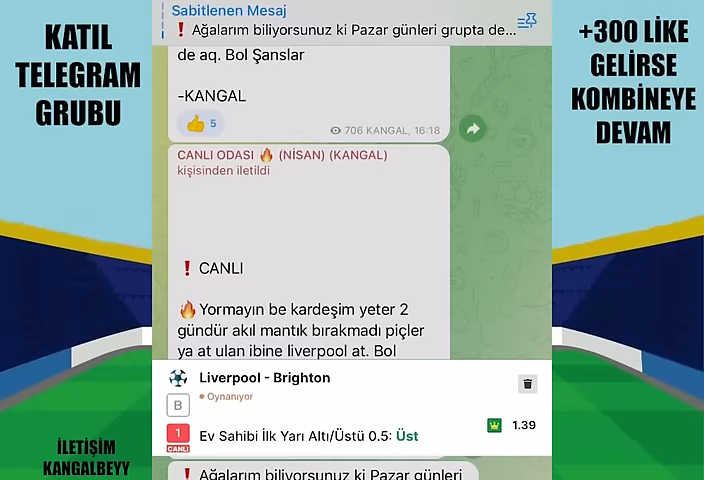 KATIL
TELEGRAM
GRUBU
Sabitlenen Mesaj
❗ Ağalarım biliyorsunuz ki Pazar günleri grupta de...
de aq. Bol Şanslar
-KANGAL
👍 5
706 KANGAL, 16:18
CANLI ODASI 🔥 (NİSAN) (KANGAL)
kişisinden iletildi
❗ CANLI
🔥Yormayın be kardeşim yeter 2
gündür akıl mantık bırakmadı piçler
ya at ulan ibine liverpool at. Bol
Liverpool - Brighton
B
Oynanıyor
1
CANLI
Ev Sahibi İlk Yarı Altı/Üstü 0.5: Üst
1.39
❗ Ağalarım biliyorsunuz ki Pazar günleri
+300 LİKE
GELİRSE
KOMBİNEYE
DEVAM
İLETİŞİM
KANGALBEYY